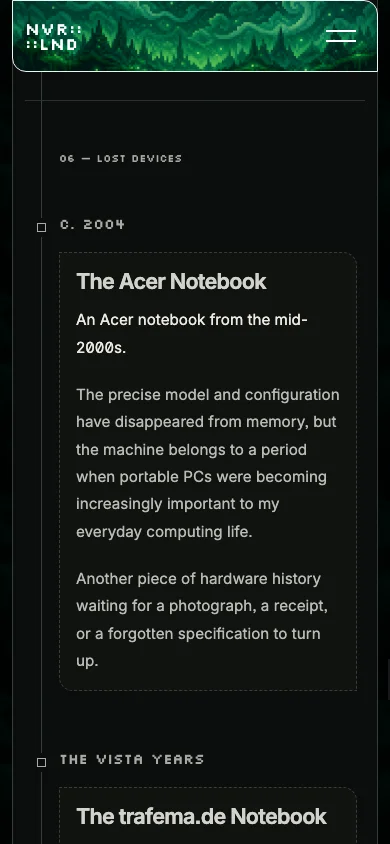 NVR::
::LND
06 — LOST DEVICES
C. 2004
The Acer Notebook
An Acer notebook from the mid-
2000s.
The precise model and configuration
have disappeared from memory, but
the machine belongs to a period
when portable PCs were becoming
increasingly important to my
everyday computing life.
Another piece of hardware history
waiting for a photograph, a receipt,
or a forgotten specification to turn
up.
THE VISTA YEARS
The trafema.de Notebook